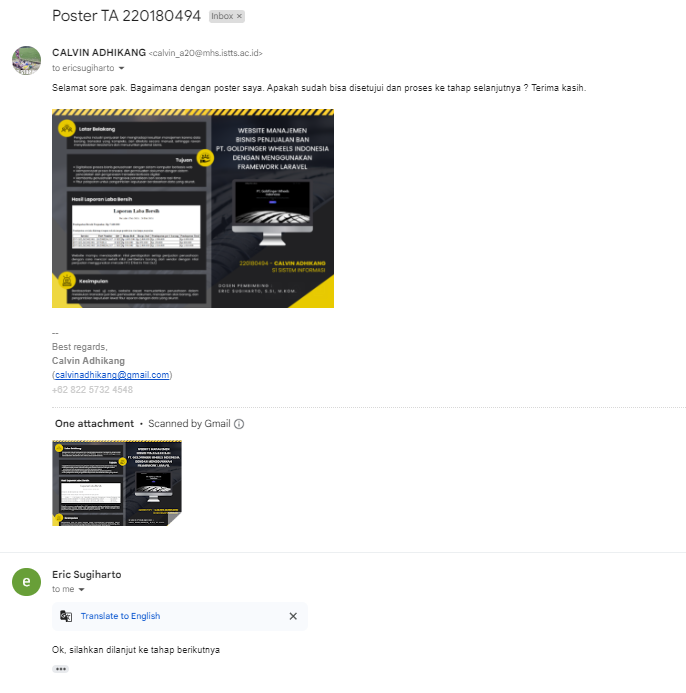 Poster TA 220180494
Inbox ×
CALVIN ADHIKANG <calvin_a20@mhs.istts.ac.id>
to ericsugiharto
Selamat sore pak. Bagaimana dengan poster saya. Apakah sudah bisa disetujui dan proses ke tahap selanjutnya ? Terima kasih.
Latar Belakang
Tujuan
Hasil Laporan Laba Bersih
Laporan Laba Bersih
Kesimpulan
WEBSITE MANAJEMEN
BISNIS PENJUALAN BAN
PT. GOLDFINGER WHEELS INDONESIA
DENGAN MENGGUNAKAN
FRAMEWORK LARAVEL
220180494 - CALVIN ADHIKANG
S1 SISTEM INFORMASI
DOSEN PEMBIMBING :
ERIC SUGIHARTO, S.SI, M.KOM.
--
Best regards,
Calvin Adhikang
(calvinadhikang@gmail.com)
+62 822 5732 4548
One attachment • Scanned by Gmail
e
Eric Sugiharto
to me
Translate to English
Ok, silahkan dilanjut ke tahap berikutnya